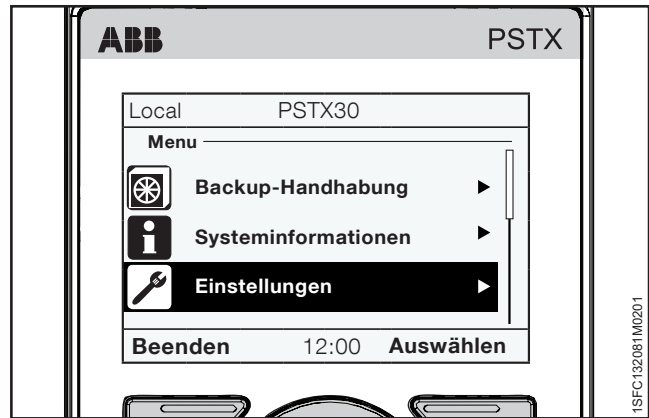 ABB PSTX
Local PSTX30
Menu
Backup-Handhabung
Systeminformationen
Einstellungen
Beenden 12:00 Auswählen
1SFC132081M0201